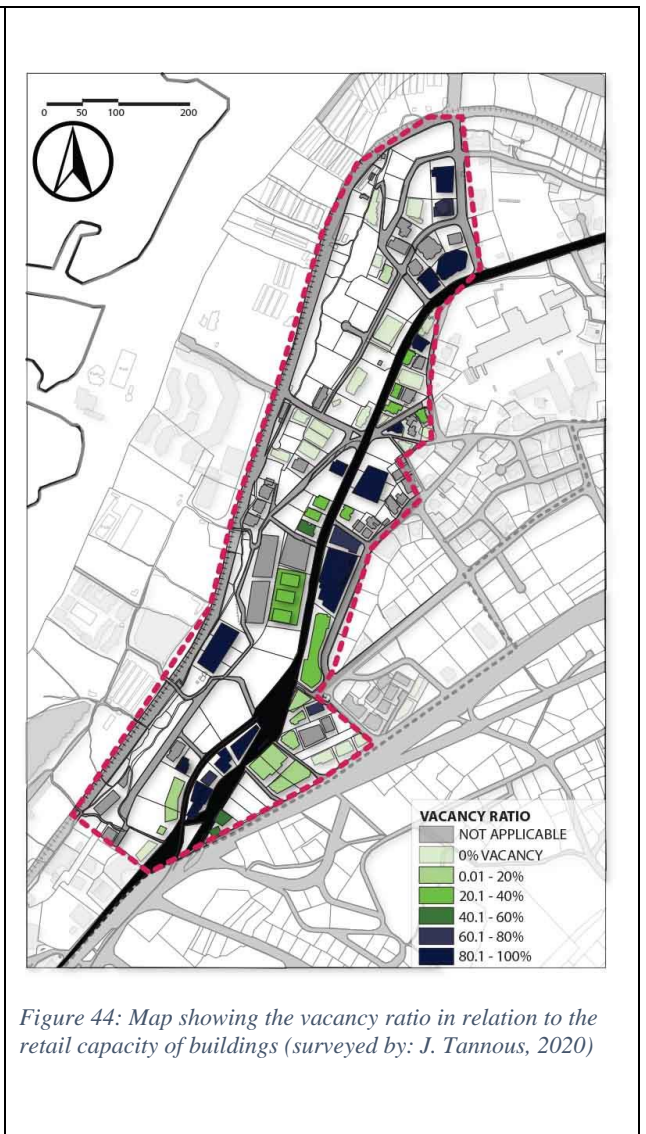 0 50 100 200
VACANCY RATIO
NOT APPLICABLE
0% VACANCY
0.01 - 20%
20.1 - 40%
40.1 - 60%
60.1 - 80%
80.1 - 100%
Figure 44: Map showing the vacancy ratio in relation to the
retail capacity of buildings (surveyed by: J. Tannous, 2020)